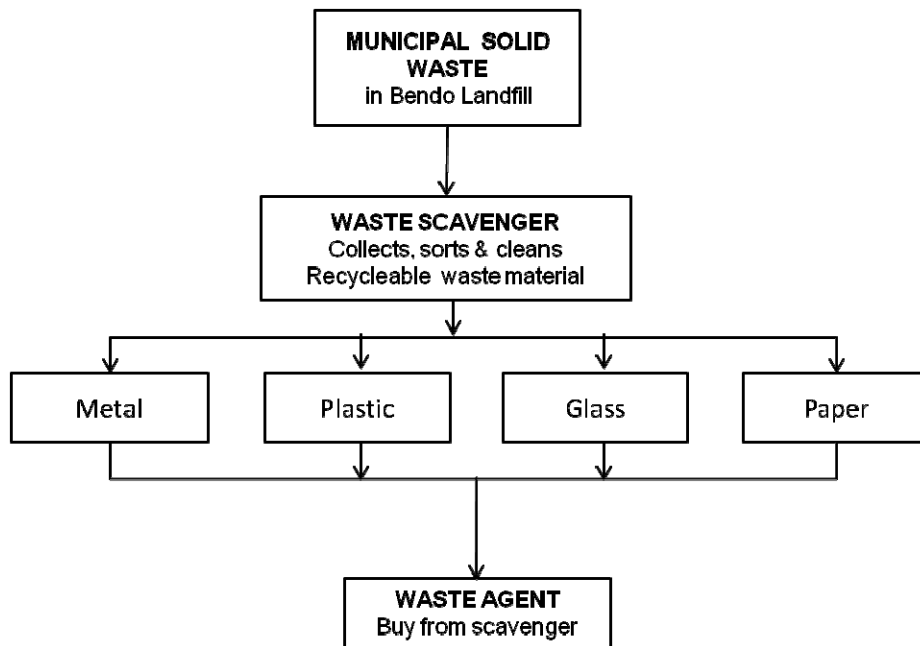 MUNICIPAL SOLID
WASTE
in Bendo Landfill
WASTE SCAVENGER
Collects, sorts & cleans
Recycleable waste material
Metal
Plastic
Glass
Paper
WASTE AGENT
Buy from scavenger